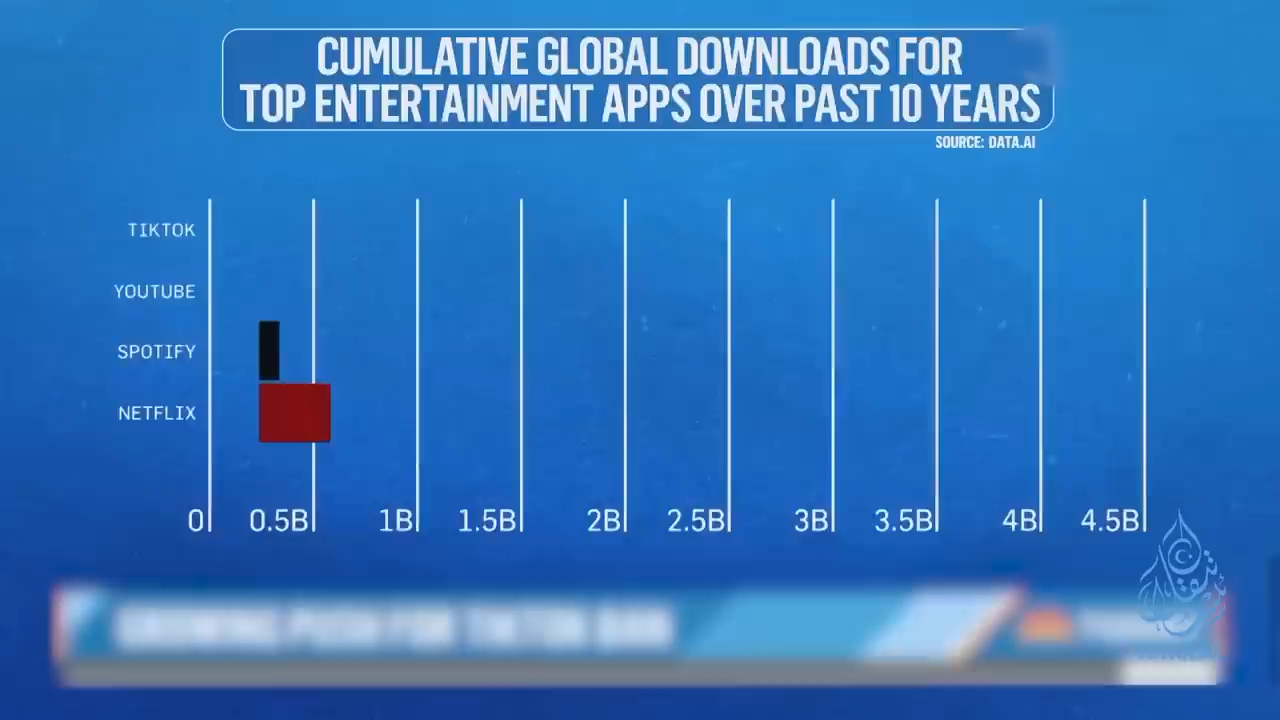 CUMULATIVE GLOBAL DOWNLOADS FOR
TOP ENTERTAINMENT APPS OVER PAST 10 YEARS
SOURCE: DATA.AI
TIKTOK
YOUTUBE
SPOTIFY
NETFLIX
0 0.5B 1B 1.5B 2B 2.5B 3B 3.5B 4B 4.5B